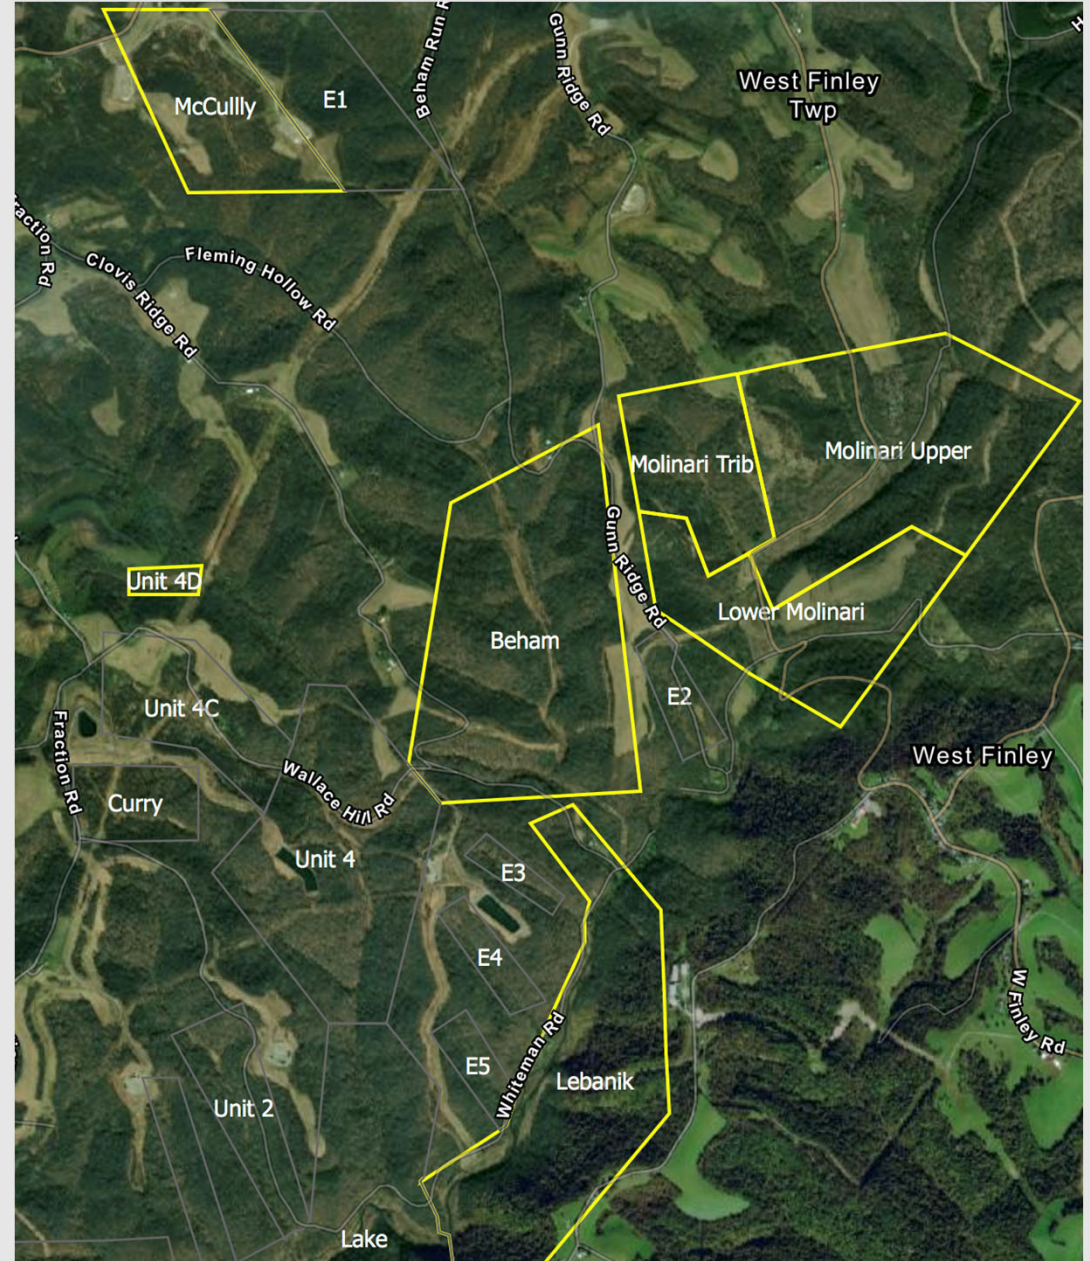 Beham Run R
Gunn Ridge Rd
West Finley
Twp
E1
McCullly
raction Rd
Clovis Ridge Rd
Fleming Hollow Rd
Molinari Trib
Molinari Upper
Gunn Ridge Rd
Unit 4D
Lower Molinari
Beham
E2
Unit 4C
Fraction Rd
West Finley
Wallace Hill Rd
Curry
Unit 4
E3
E4
W Finley Rd
Whiteman Rd
E5
Lebanik
Unit 2
Lake